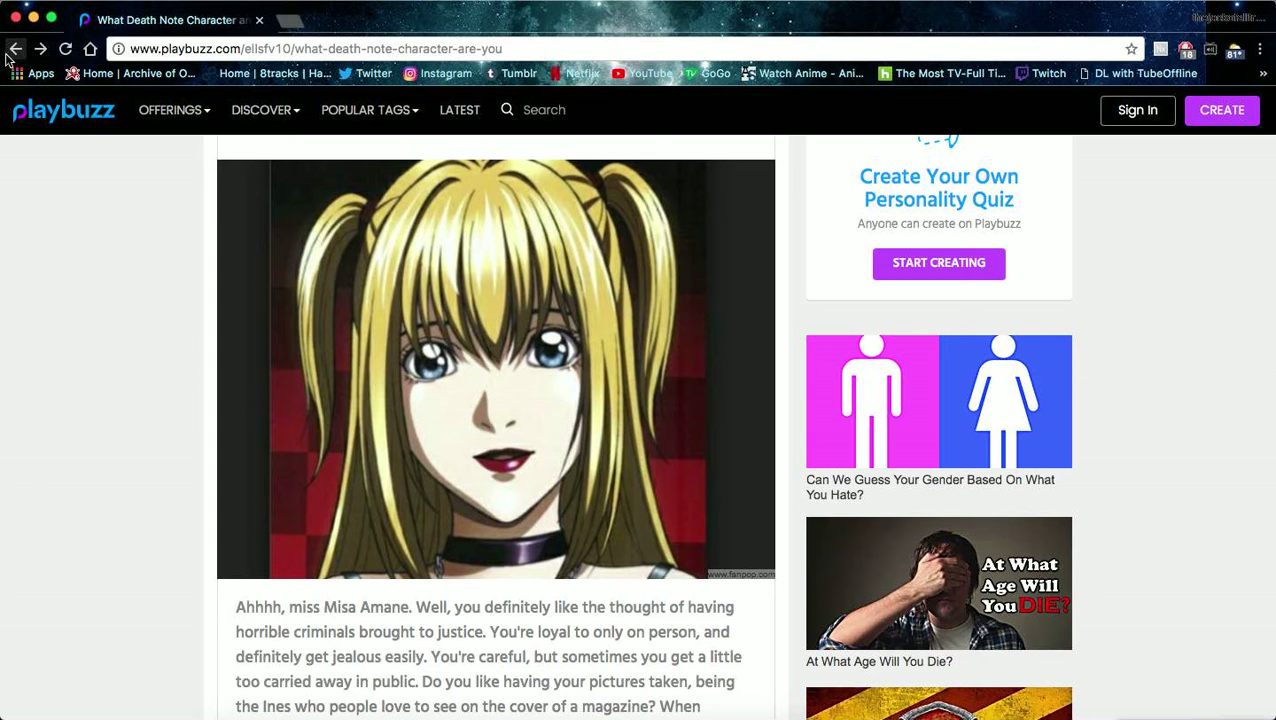 What Death Note Character an
www.playbuzz.com/ellsfv10/what-death-note-character-are-you
18
81°
Apps
Home | Archive of O...
Home | 8tracks | Ha...
Twitter
Instagram
Tumblr
Netflix
YouTube
GoGo
Watch Anime - Ani...
The Most TV-Full Ti...
Twitch
DL with TubeOffline
»
playbuzz
OFFERINGS
DISCOVER
POPULAR TAGS
LATEST
Search
Sign In
CREATE
Create Your Own
Personality Quiz
Anyone can create on Playbuzz
START CREATING
Can We Guess Your Gender Based On What
You Hate?
At What
Age Will
You DIE?
At What Age Will You Die?
www.fanpop.com
Ahhhh, miss Misa Amane. Well, you definitely like the thought of having
horrible criminals brought to justice. You're loyal to only on person, and
definitely get jealous easily. You're careful, but sometimes you get a little
too carried away in public. Do you like having your pictures taken, being
the Ines who people love to see on the cover of a magazine? When